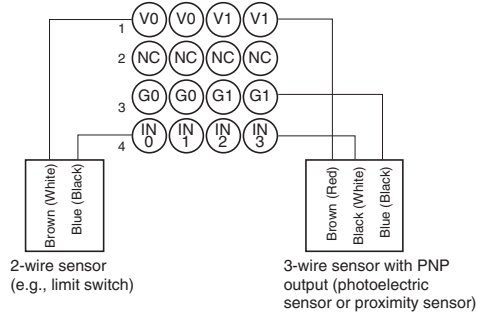 1 V0 V0 V1 V1
2 NC NC NC NC
3 G0 G0 G1 G1
4 IN 0 IN 1 IN 2 IN 3
Brown (White)
Blue (Black)
Brown (Red)
Black (White)
Blue (Black)
2-wire sensor
(e.g., limit switch)
3-wire sensor with PNP
output (photoelectric
sensor or proximity sensor)